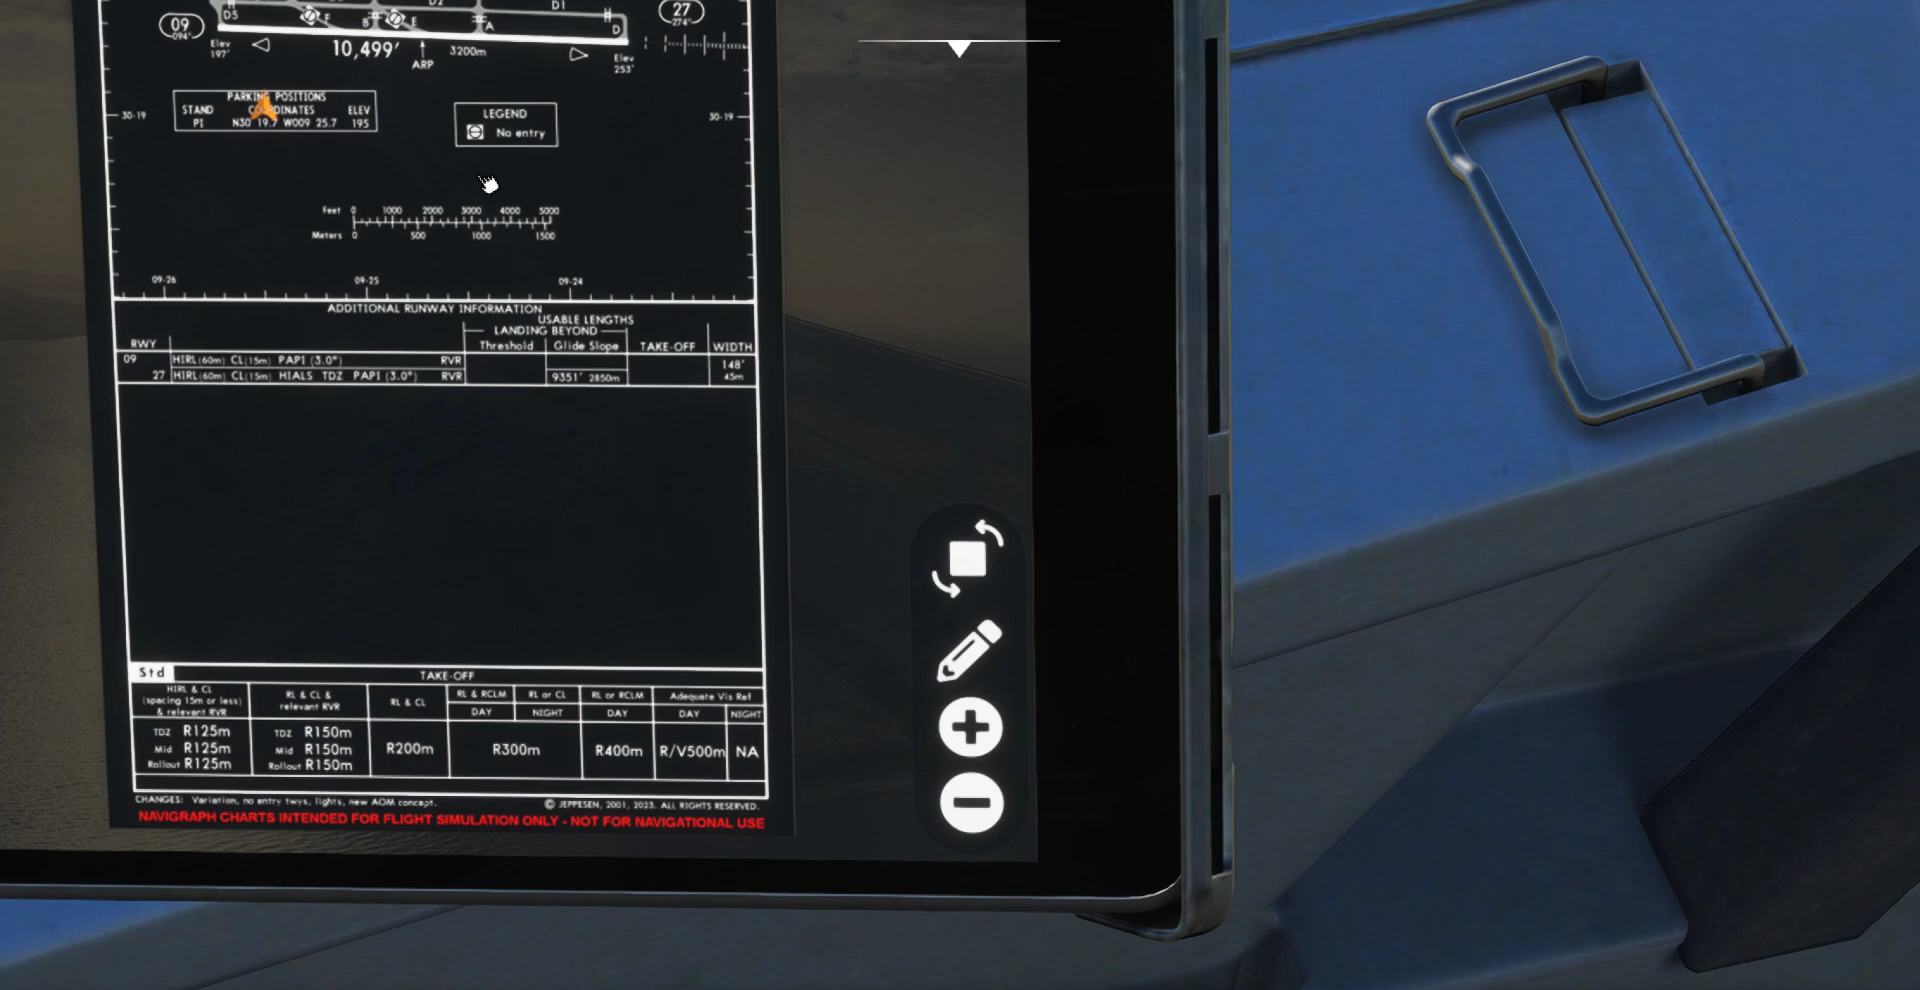 D5
F
B
E
D2
A
D1
D
09
094°
27
274°
Elev
197'
10,499'
3200m
ARP
Elev
253'
30-19
30-19
PARKING POSITIONS
STAND COORDINATES ELEV
P1 N30 19.7 W009 25.7 195
LEGEND
No entry
Feet 0 1000 2000 3000 4000 5000
Meters 0 500 1000 1500
09-26 09-25 09-24
ADDITIONAL RUNWAY INFORMATION
USABLE LENGTHS
LANDING BEYOND
RWY Threshold Glide Slope TAKE-OFF WIDTH
09 HIRL(60m) CL(15m) PAPI (3.0°) RVR
148'
27 HIRL(60m) CL(15m) HIALS TDZ PAPI (3.0°) RVR 9351' 2850m
45m
Std TAKE-OFF
HIRL & CL
(spacing 15m or less)
& relevant RVR
RL & CL &
relevant RVR
RL & CL
RL & RCLM
DAY
RL or CL
NIGHT
RL or RCLM
DAY
Adequate Vis Ref
DAY NIGHT
TDZ R125m
Mid R125m
Rollout R125m
TDZ R150m
Mid R150m
Rollout R150m
R200m
R300m
R400m
R/V500m
NA
CHANGES: Variation, no entry twys, lights, new AOM concept.
© JEPPESEN, 2001, 2023. ALL RIGHTS RESERVED.
NAVIGRAPH CHARTS INTENDED FOR FLIGHT SIMULATION ONLY - NOT FOR NAVIGATIONAL USE